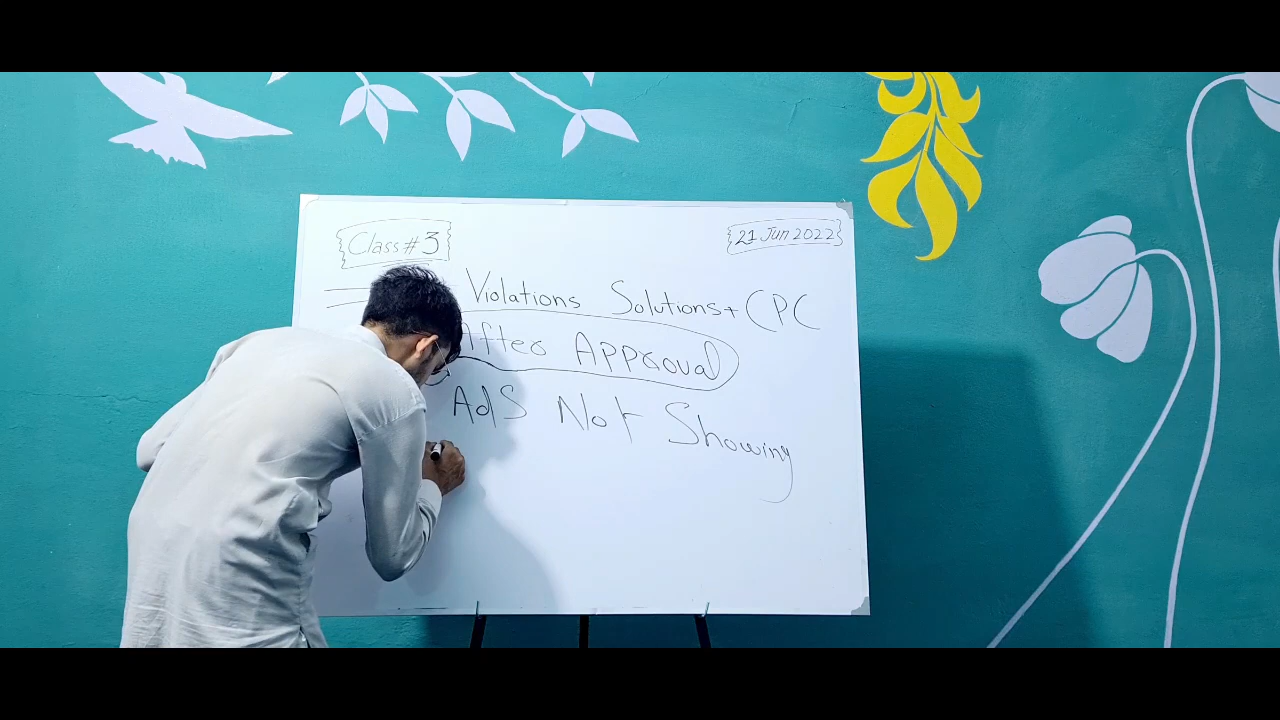 Class#3
21 Jun 2022
Violations Solutions+ CPC
After Approval
Ads Not Showing